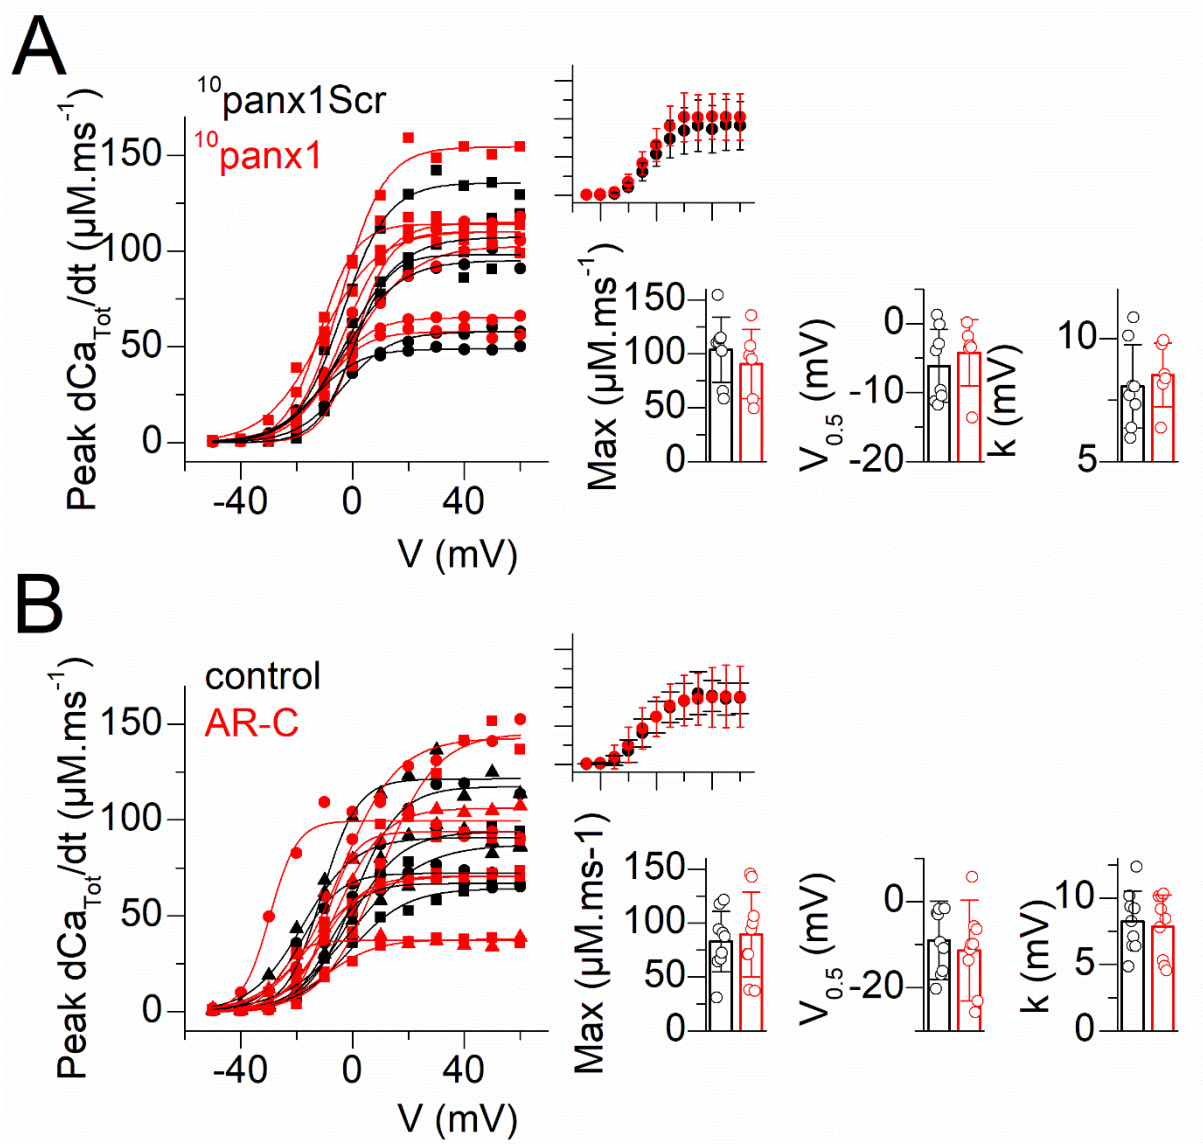 A
¹⁰panx1Scr
¹⁰panx1
Peak dCa_Tot/dt (µM.ms⁻¹)
150
100
50
0
-40 0 40
V (mV)
Max (µM.ms⁻¹)
150
100
50
0
V₀.₅ (mV)
0
-10
-20
k (mV)
10
5
B
control
AR-C
Peak dCa_Tot/dt (µM.ms⁻¹)
150
100
50
0
-40 0 40
V (mV)
Max (µM.ms-1)
150
100
50
0
V₀.₅ (mV)
0
-20
k (mV)
10
5
0